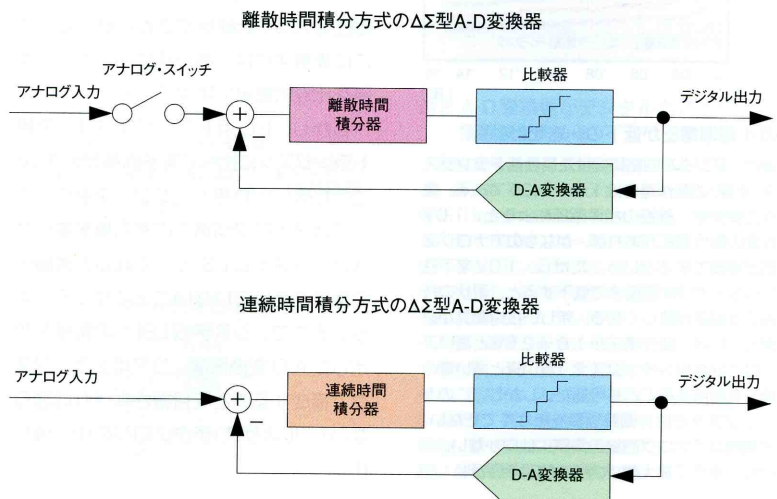 離散時間積分方式のΔΣ型A-D変換器
アナログ・スイッチ
アナログ入力
離散時間
積分器
比較器
デジタル出力
+
−
D-A変換器
連続時間積分方式のΔΣ型A-D変換器
アナログ入力
連続時間
積分器
比較器
デジタル出力
+
−
D-A変換器